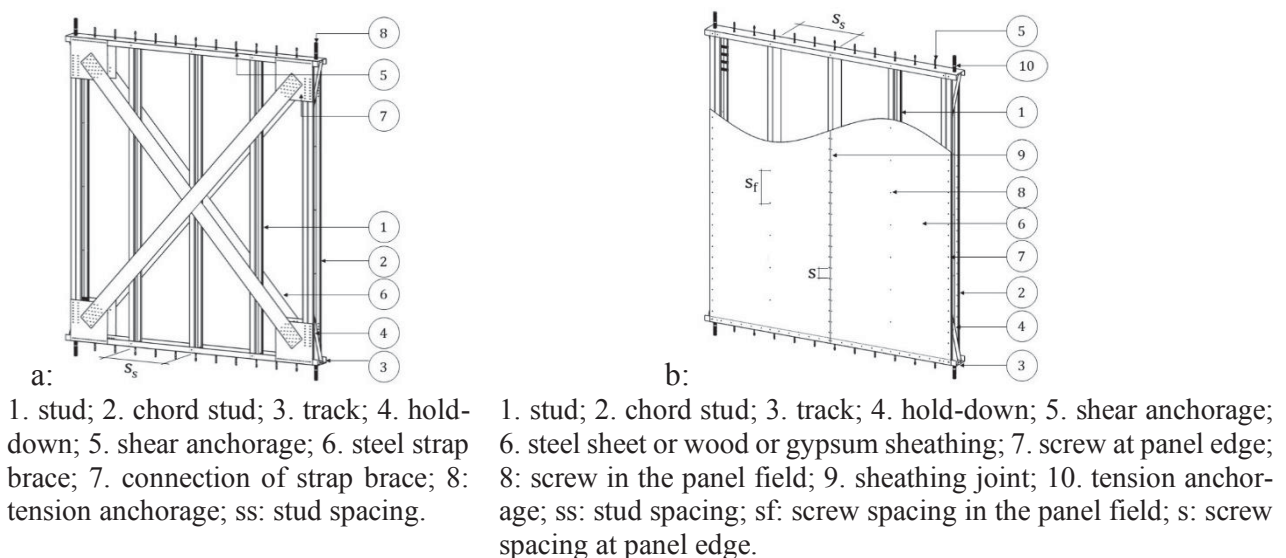 8
5
7
1
2
6
4
3
ss
a:
1. stud; 2. chord stud; 3. track; 4. hold-
down; 5. shear anchorage; 6. steel strap
brace; 7. connection of strap brace; 8:
tension anchorage; ss: stud spacing.
ss
5
10
1
9
8
6
7
2
4
3
sf
s
b:
1. stud; 2. chord stud; 3. track; 4. hold-down; 5. shear anchorage;
6. steel sheet or wood or gypsum sheathing; 7. screw at panel edge;
8: screw in the panel field; 9. sheathing joint; 10. tension anchor-
age; ss: stud spacing; sf: screw spacing in the panel field; s: screw
spacing at panel edge.